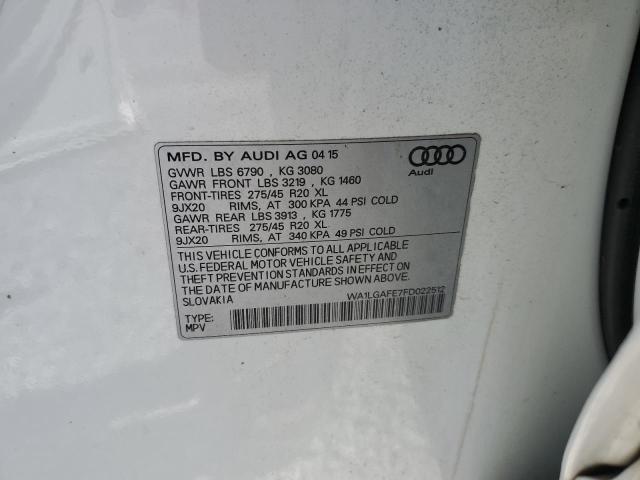 MFD. BY AUDI AG 04 15
GVWR LBS 6790 , KG 3080
GAWR FRONT LBS 3219 , KG 1460
FRONT-TIRES 275/45 R20 XL
9JX20 RIMS, AT 300 KPA 44 PSI COLD
GAWR REAR LBS 3913 , KG 1775
REAR-TIRES 275/45 R20 XL
9JX20 RIMS, AT 340 KPA 49 PSI COLD
Audi
THIS VEHICLE CONFORMS TO ALL APPLICABLE
U.S. FEDERAL MOTOR VEHICLE SAFETY AND
THEFT PREVENTION STANDARDS IN EFFECT ON
THE DATE OF MANUFACTURE SHOWN ABOVE.
SLOVAKIA
WA1LGAFE7FD022512
TYPE:
MPV